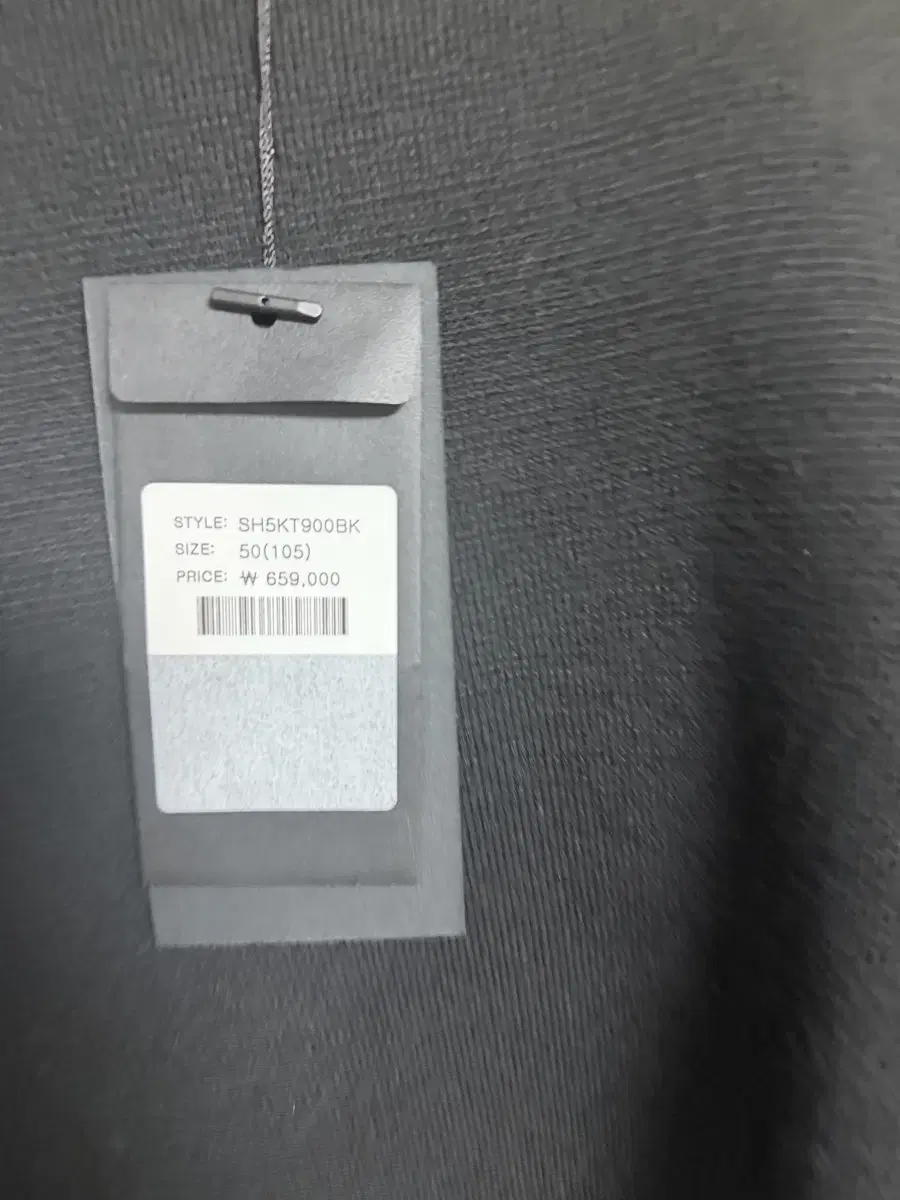 STYLE: SH5KT900BK
SIZE: 50(105)
PRICE: ₩ 659,000